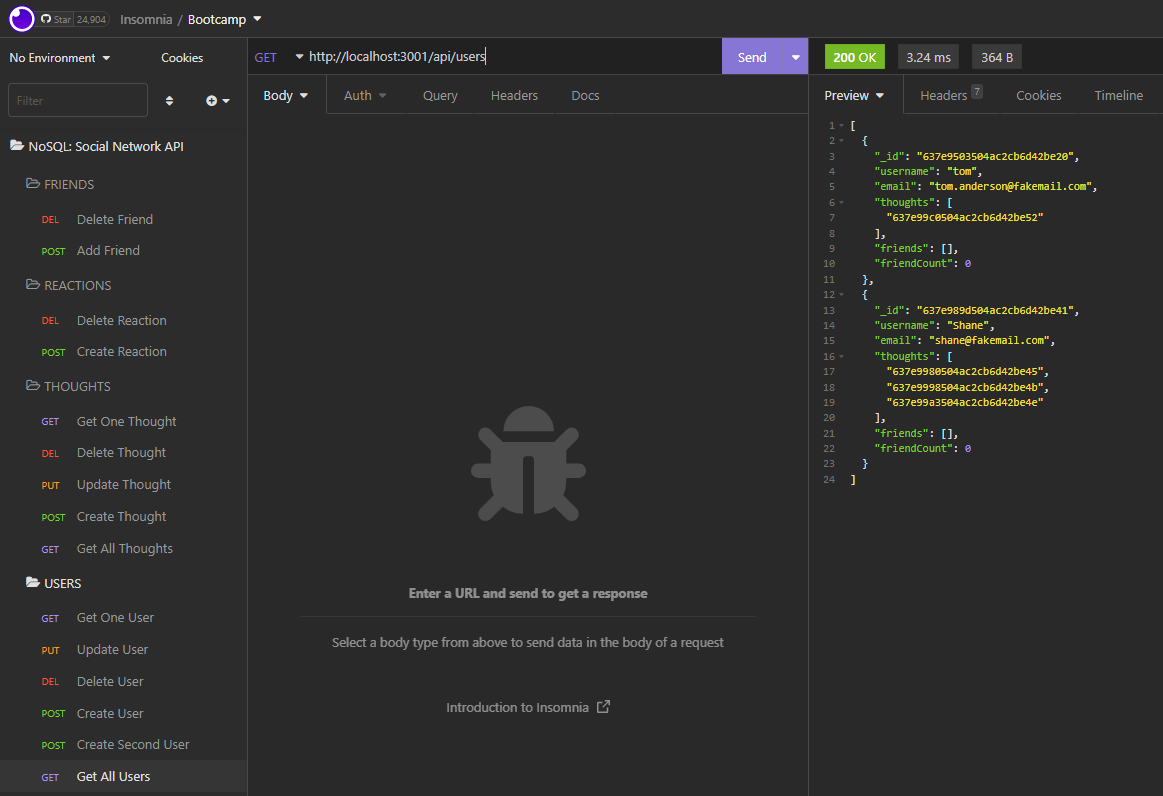 Star 24,904 Insomnia / Bootcamp
No Environment Cookies
Filter
NoSQL: Social Network API
FRIENDS
DEL Delete Friend
POST Add Friend
REACTIONS
DEL Delete Reaction
POST Create Reaction
THOUGHTS
GET Get One Thought
DEL Delete Thought
PUT Update Thought
POST Create Thought
GET Get All Thoughts
USERS
GET Get One User
PUT Update User
DEL Delete User
POST Create User
POST Create Second User
GET Get All Users
GET http://localhost:3001/api/users Send
Body Auth Query Headers Docs
Enter a URL and send to get a response
Select a body type from above to send data in the body of a request
Introduction to Insomnia
200 OK 3.24 ms 364 B
Preview Headers 7 Cookies Timeline
1 [
2 {
3 "_id": "637e9503504ac2cb6d42be20",
4 "username": "tom",
5 "email": "tom.anderson@fakemail.com",
6 "thoughts": [
7 "637e99c0504ac2cb6d42be52"
8 ],
9 "friends": [],
10 "friendCount": 0
11 },
12 {
13 "_id": "637e989d504ac2cb6d42be41",
14 "username": "Shane",
15 "email": "shane@fakemail.com",
16 "thoughts": [
17 "637e9980504ac2cb6d42be45",
18 "637e9998504ac2cb6d42be4b",
19 "637e99a3504ac2cb6d42be4e"
20 ],
21 "friends": [],
22 "friendCount": 0
23 }
24 ]